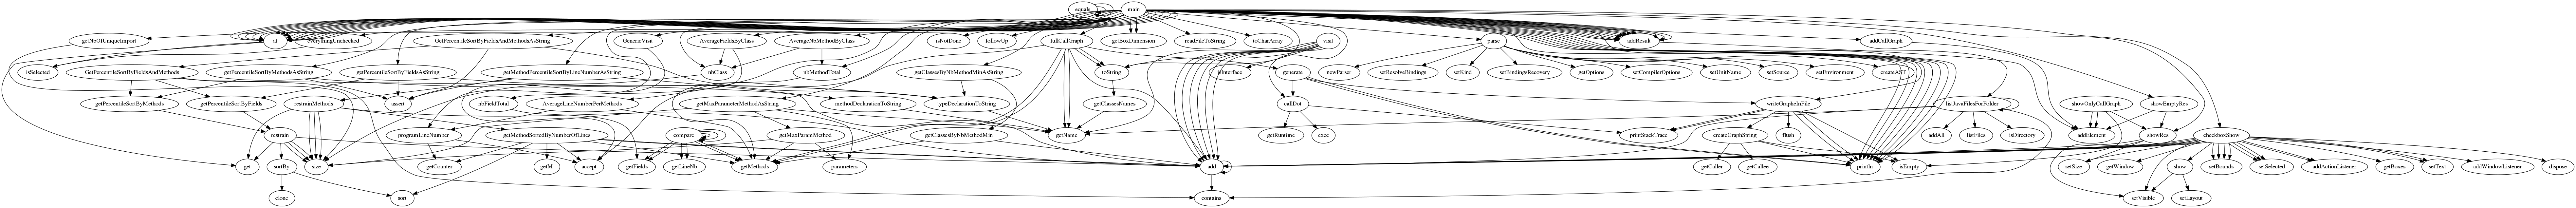 equals
main
getNbOfUniqueImport
at
everythingUnchecked
GetPercentileSortByFieldsAndMethodsAsString
GenericVisit
AverageFieldsByClass
AverageNbMethodByClass
isNotDone
followUp
fullCallGraph
getBoxDimension
readFileToString
toCharArray
visit
parse
addResult
addCallGraph
isSelected
GetPercentileSortByFieldsAndMethods
getPercentileSortByMethodsAsString
getPercentileSortByFieldsAsString
getMethodPercentileSortByLineNumberAsString
nbClass
nbMethodTotal
getClassesByNbMethodMinAsString
toString
isInterface
generate
newParser
setResolveBindings
setKind
setBindingsRecovery
getOptions
setCompilerOptions
setUnitName
setSource
setEnvironment
createAST
getPercentileSortByMethods
getPercentileSortByFields
restrainMethods
assert
nbFieldTotal
AverageLineNumberPerMethods
getMaxParameterMethodAsString
methodDeclarationToString
typeDeclarationToString
getClassesNames
callDot
writeGrapheInFile
listJavaFilesForFolder
showOnlyCallGraph
showEmptyRes
restrain
getMethodSortedByNumberOfLines
programLineNumber
compare
getMaxParamMethod
getClassesByNbMethodMin
getName
getRuntime
exec
printStackTrace
createGraphString
flush
addAll
listFiles
isDirectory
addElement
showRes
checkboxShow
get
sortBy
size
getCounter
getM
accept
getFields
getLineNb
getMethods
parameters
add
getCaller
getCallee
println
isEmpty
setSize
getWindow
show
setBounds
setSelected
addActionListener
getBoxes
setText
addWindowListener
dispose
clone
sort
contains
setVisible
setLayout